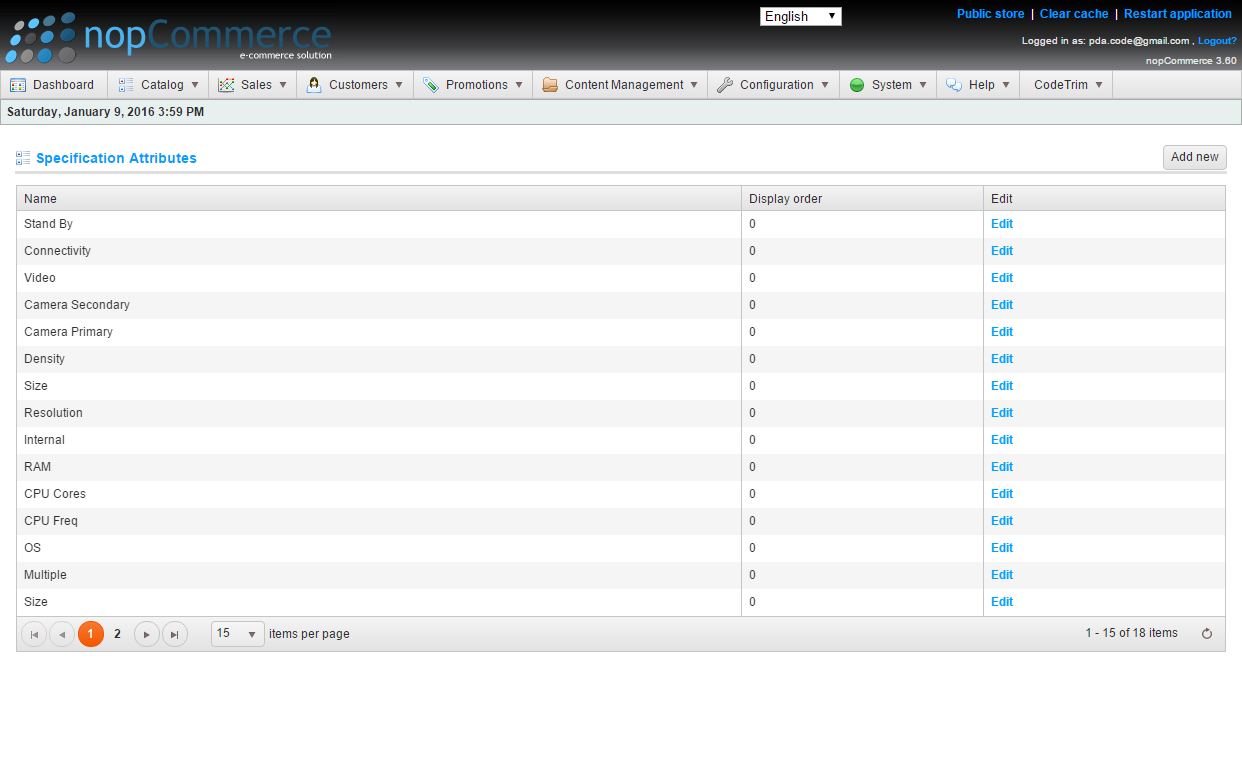 nopCommerce
e-commerce solution
English
Public store | Clear cache | Restart application
Logged in as: pda.code@gmail.com , Logout?
nopCommerce 3.60
Dashboard Catalog Sales Customers Promotions Content Management Configuration System Help CodeTrim
Saturday, January 9, 2016 3:59 PM
Specification Attributes Add new
Name Display order Edit
Stand By 0 Edit
Connectivity 0 Edit
Video 0 Edit
Camera Secondary 0 Edit
Camera Primary 0 Edit
Density 0 Edit
Size 0 Edit
Resolution 0 Edit
Internal 0 Edit
RAM 0 Edit
CPU Cores 0 Edit
CPU Freq 0 Edit
OS 0 Edit
Multiple 0 Edit
Size 0 Edit
1 2 15 items per page 1 - 15 of 18 items